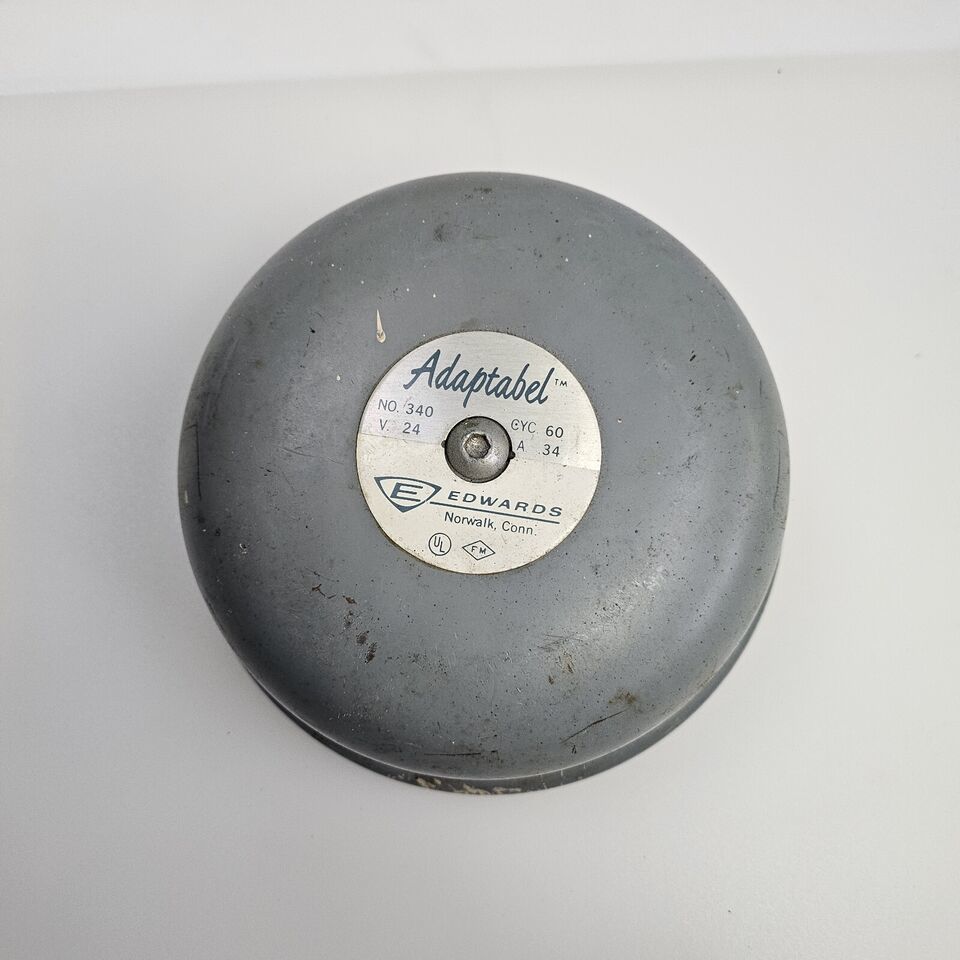 Adaptabel™
NO. 340 CYC. 60
V. 24 A 34
E EDWARDS
Norwalk, Conn.
UL FM